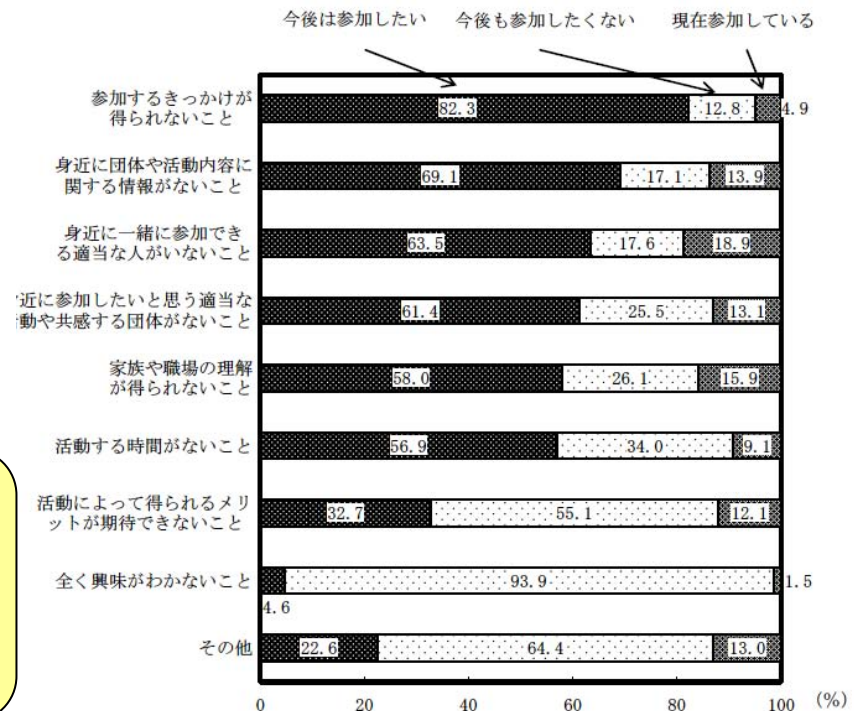 今後は参加したい 今後も参加したくない 現在参加している
参加するきっかけが
得られないこと
82.3 12.8 4.9
身近に団体や活動内容に
関する情報がないこと
69.1 17.1 13.9
身近に一緒に参加でき
る適当な人がいないこと
63.5 17.6 18.9
近に参加したいと思う適当な
動や共感する団体がないこと
61.4 25.5 13.1
家族や職場の理解
が得られないこと
58.0 26.1 15.9
活動する時間がないこと
56.9 34.0 9.1
活動によって得られるメリ
ットが期待できないこと
32.7 55.1 12.1
全く興味がわかないこと
93.9 1.5
4.6
その他
22.6 64.4 13.0
0 20 40 60 80 100 (%)